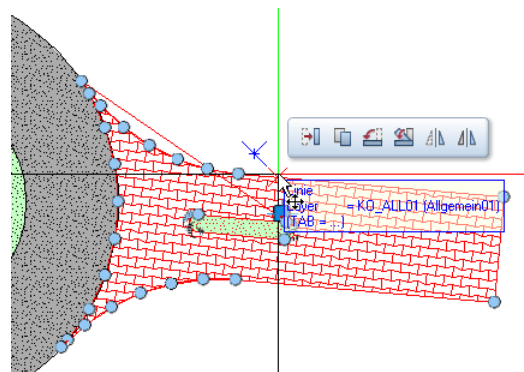 Linie
Layer = KO_ALL01 (Allgemein01)
(TAB = ...)